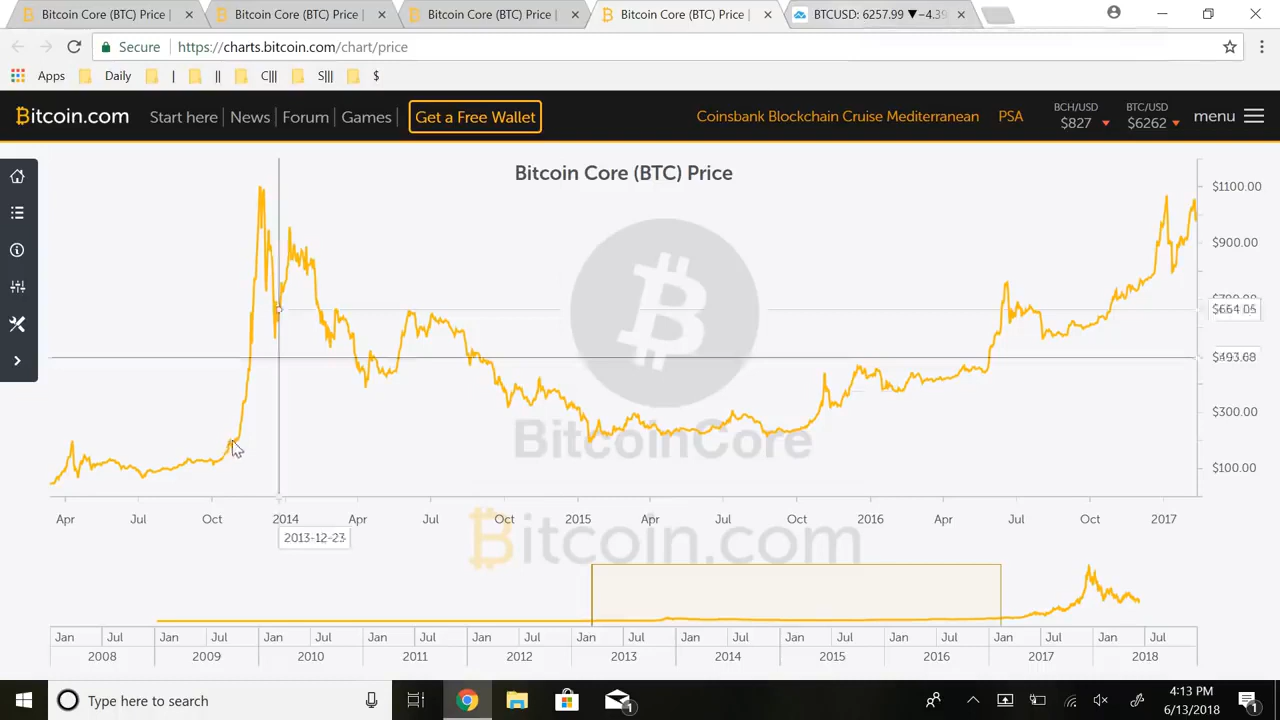 Bitcoin Core (BTC) Price |
Bitcoin Core (BTC) Price |
Bitcoin Core (BTC) Price |
Bitcoin Core (BTC) Price |
BTCUSD: 6257.99 ▼−4.39
Secure
https://charts.bitcoin.com/chart/price
Apps Daily | || C||| S||| $
Bitcoin.com Start here News Forum Games Get a Free Wallet
Coinsbank Blockchain Cruise Mediterranean PSA
BCH/USD
$827
BTC/USD
$6262
menu
Bitcoin Core (BTC) Price
$1100.00
$900.00
$664.05
$493.68
$300.00
$100.00
BitcoinCore
Apr Jul Oct 2014 Apr Jul Oct 2015 Apr Jul Oct 2016 Apr Jul Oct 2017
2013-12-23
Bitcoin.com
Jan Jul Jan Jul Jan Jul Jan Jul Jan Jul Jan Jul Jan Jul Jan Jul Jan Jul Jan Jul Jan Jul
2008 2009 2010 2011 2012 2013 2014 2015 2016 2017 2018
Type here to search
1
4:13 PM
6/13/2018
1